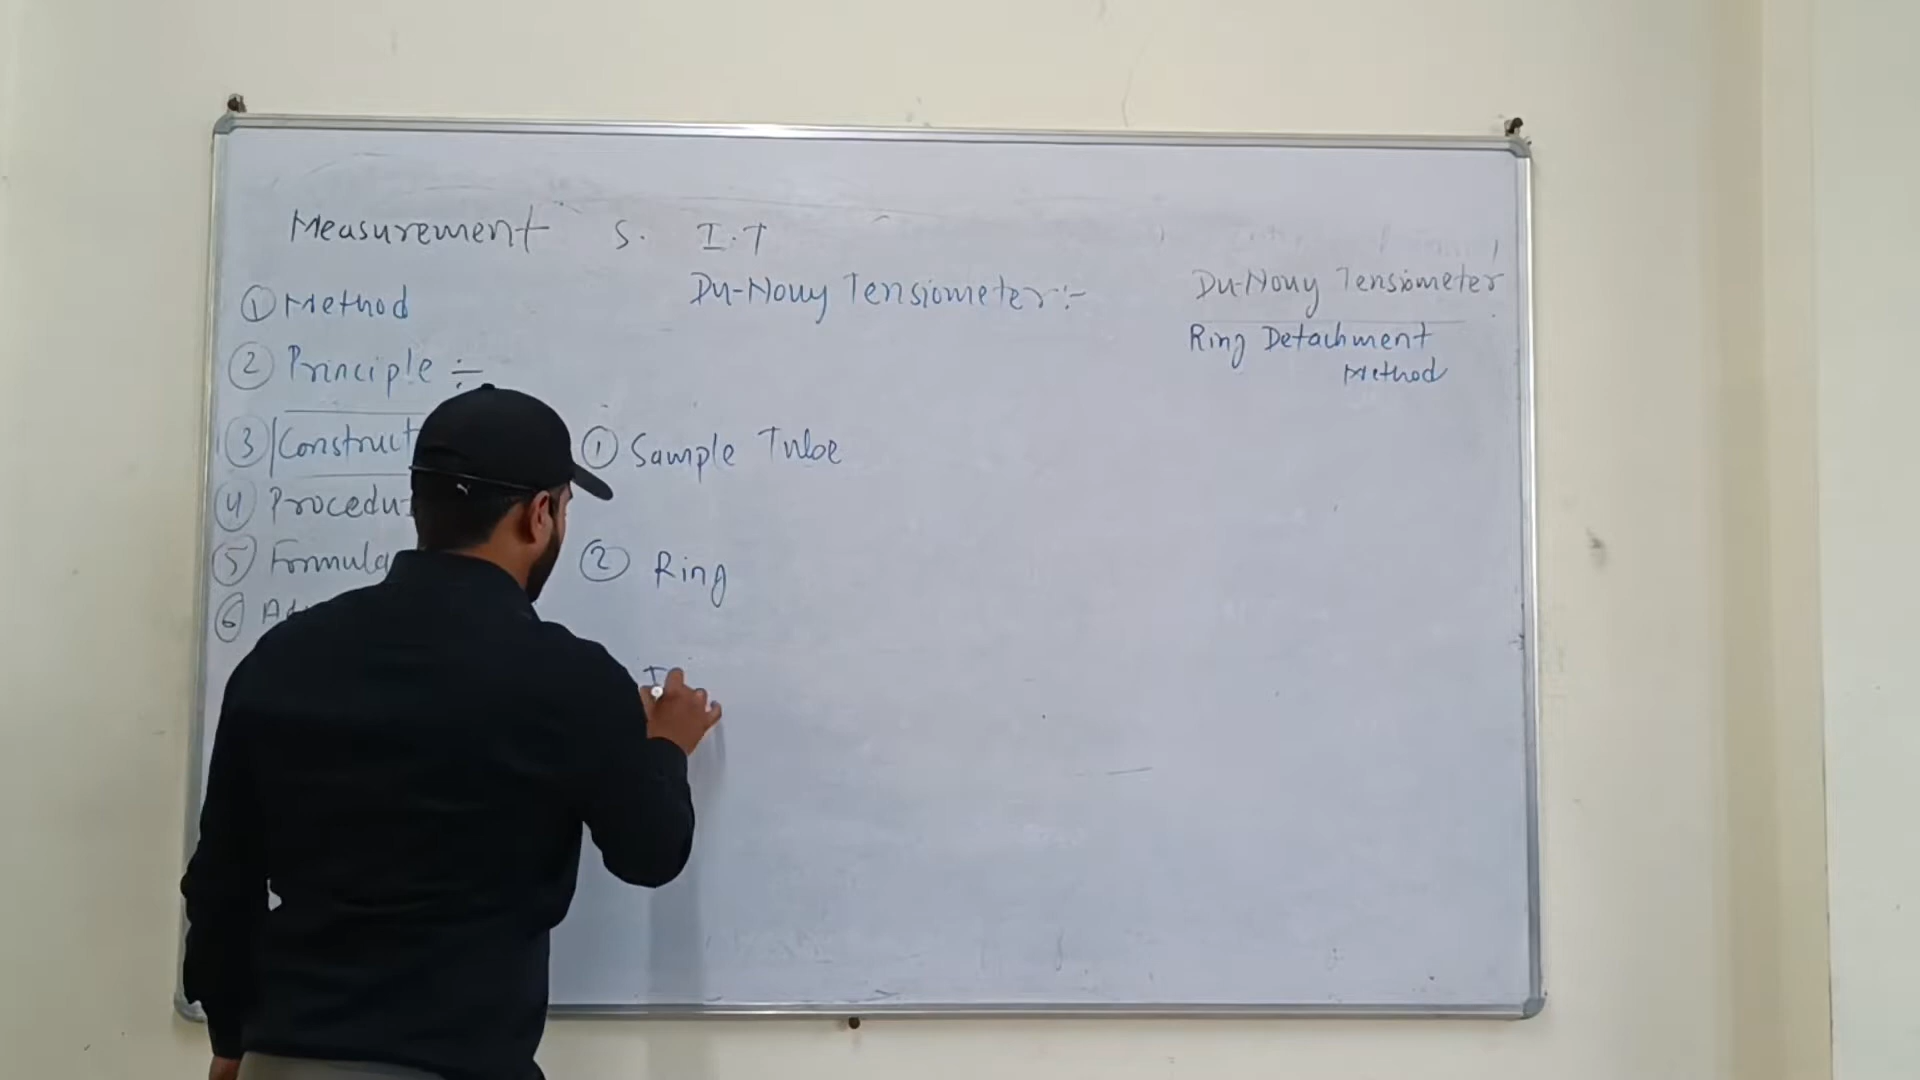 Measurement S. I.T
Du-Nouy Tensiometer :-
Du-Nouy Tensiometer
Ring Detachment
Method
① Method
② Principle ÷
③ Construct
④ Procedu
⑤ Formula
⑥ Ad
① Sample Tube
② Ring